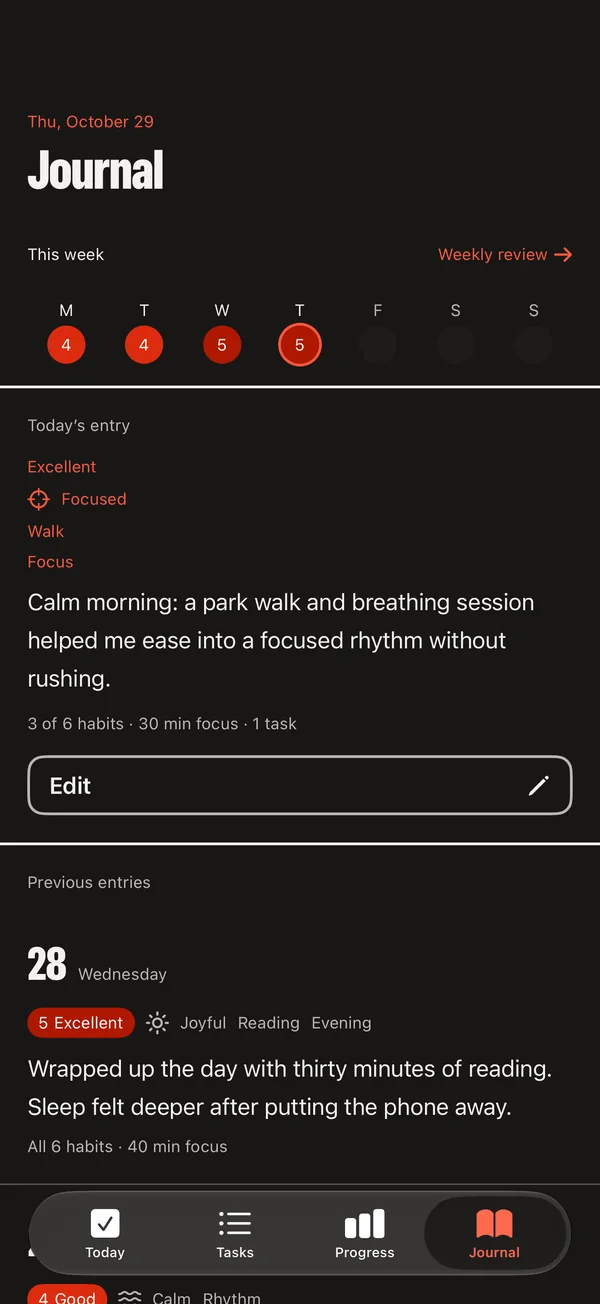 Thu, October 29
Journal
This week
Weekly review
M T W T F S S
4 4 5 5
Today’s entry
Excellent
Focused
Walk
Focus
Calm morning: a park walk and breathing session
helped me ease into a focused rhythm without
rushing.
3 of 6 habits · 30 min focus · 1 task
Edit
Previous entries
28 Wednesday
5 Excellent Joyful Reading Evening
Wrapped up the day with thirty minutes of reading.
Sleep felt deeper after putting the phone away.
All 6 habits · 40 min focus
Today Tasks Progress Journal
4 Good Calm Rhythm